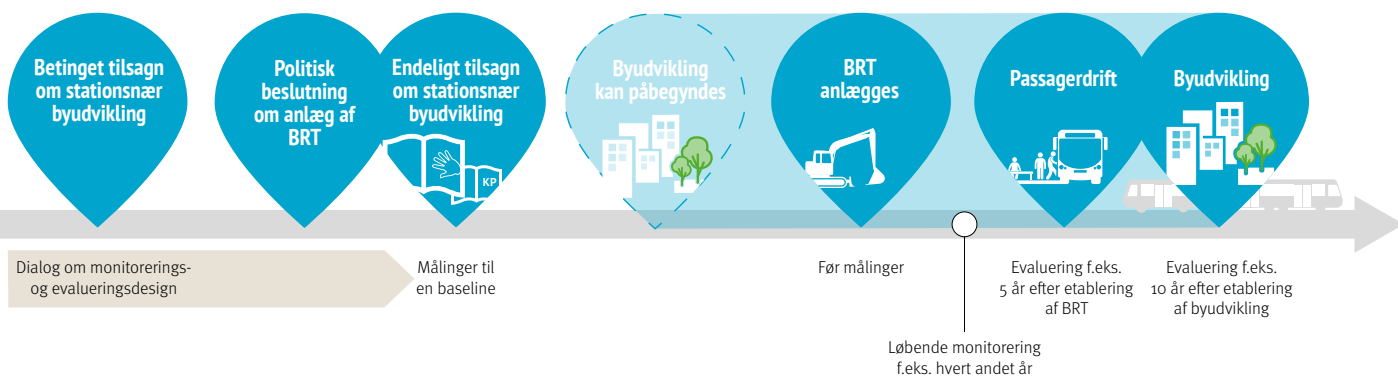 Betinget tilsagn
om stationsnær
byudvikling
Politisk
beslutning
om anlæg af
BRT
Endeligt tilsagn
om stationsnær
byudvikling
KP
Byudvikling
kan påbegyndes
BRT
anlægges
Passagerdrift
Byudvikling
Dialog om monitorerings-
og evalueringsdesign
Målinger til
en baseline
Før målinger
Evaluering f.eks.
5 år efter etablering
af BRT
Evaluering f.eks.
10 år efter etablering
af byudvikling
Løbende monitorering
f.eks. hvert andet år